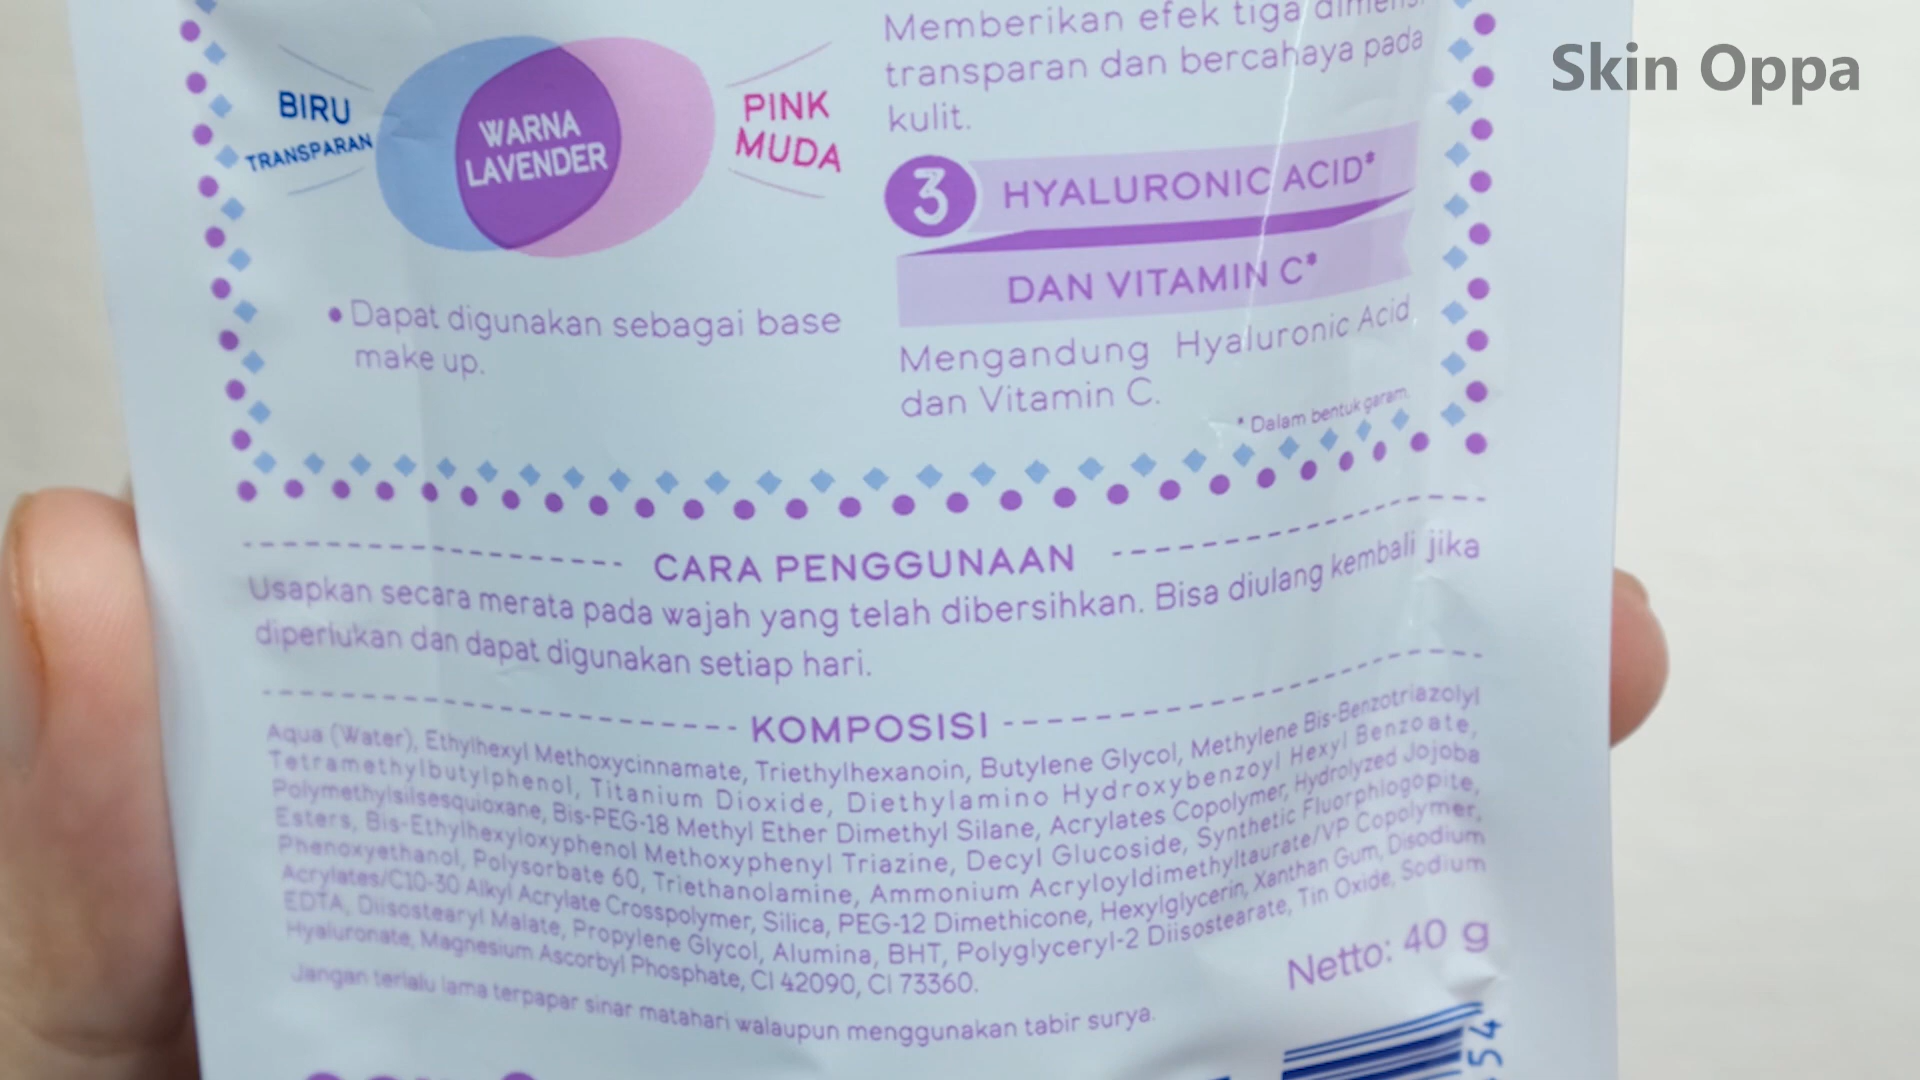 Skin Oppa
BIRU
TRANSPARAN
WARNA
LAVENDER
PINK
MUDA
• Dapat digunakan sebagai base
make up.
Memberikan efek tiga dimensi
transparan dan bercahaya pada
kulit.
3 HYALURONIC ACID*
DAN VITAMIN C*
Mengandung Hyaluronic Acid
dan Vitamin C.
* Dalam bentuk garam.
CARA PENGGUNAAN
Usapkan secara merata pada wajah yang telah dibersihkan. Bisa diulang kembali jika
diperlukan dan dapat digunakan setiap hari.
KOMPOSISI
Aqua (Water), Ethylhexyl Methoxycinnamate, Triethylhexanoin, Butylene Glycol, Methylene Bis-Benzotriazolyl
Tetramethylbutylphenol, Titanium Dioxide, Diethylamino Hydroxybenzoyl Hexyl Benzoate,
Polymethylsilsesquioxane, Bis-PEG-18 Methyl Ether Dimethyl Silane, Acrylates Copolymer, Hydrolyzed Jojoba
Esters, Bis-Ethylhexyloxyphenol Methoxyphenyl Triazine, Decyl Glucoside, Synthetic Fluorphlogopite,
Phenoxyethanol, Polysorbate 60, Triethanolamine, Ammonium Acryloyldimethyltaurate/VP Copolymer,
Acrylates/C10-30 Alkyl Acrylate Crosspolymer, Silica, PEG-12 Dimethicone, Hexylglycerin, Xanthan Gum, Disodium
EDTA, Diisostearyl Malate, Propylene Glycol, Alumina, BHT, Polyglyceryl-2 Diisostearate, Tin Oxide, Sodium
Hyaluronate, Magnesium Ascorbyl Phosphate, CI 42090, CI 73360.
Jangan terlalu lama terpapar sinar matahari walaupun menggunakan tabir surya.
Netto: 40 g
54